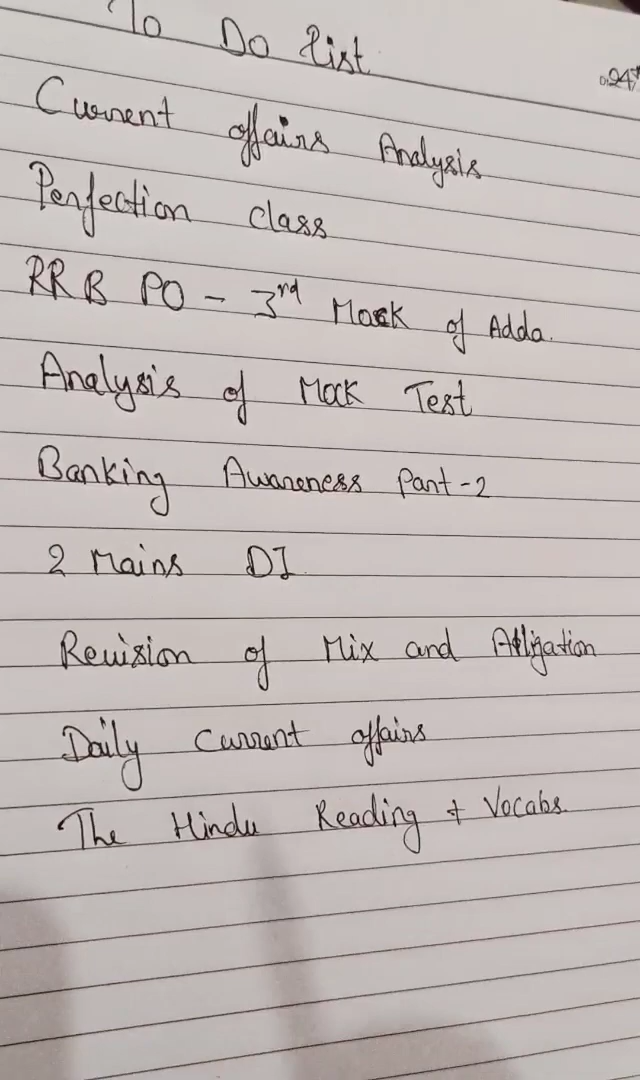 To Do List
Current affairs Analysis
Perfection class
RRB PO - 3rd Mock of Adda.
Analysis of Mock Test
Banking Awareness Part-2
2 Mains DI
Revision of Mix and Alligation
Daily Current affairs
The Hindu Reading + Vocabs